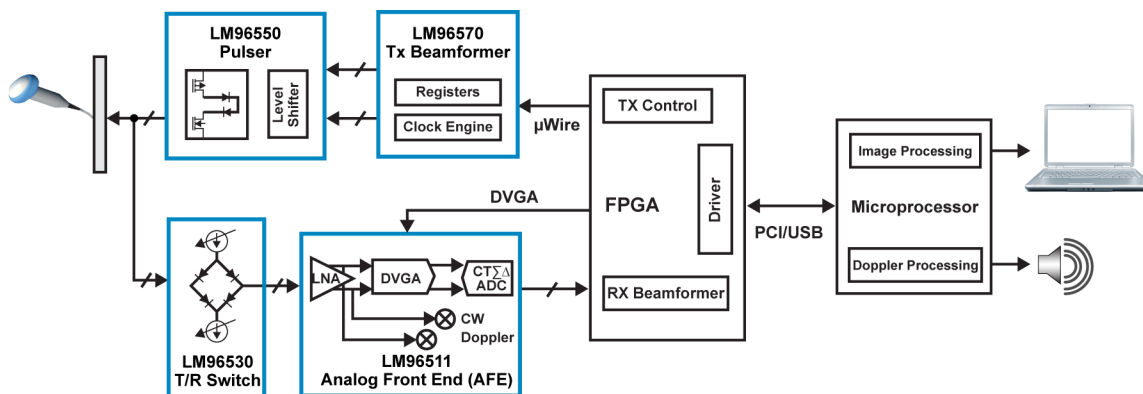 LM96550
Pulser
Level
Shifter
LM96570
Tx Beamformer
Registers
Clock Engine
µWire
TX Control
FPGA
Driver
RX Beamformer
DVGA
PCI/USB
Image Processing
Microprocessor
Doppler Processing
LM96530
T/R Switch
LNA
DVGA
CT∑Δ
ADC
CW
Doppler
LM96511
Analog Front End (AFE)